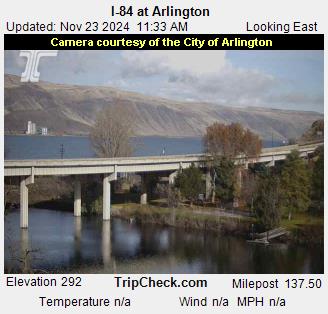 I-84 at Arlington
Updated: Nov 23 2024 11:33 AM Looking East
Camera courtesy of the City of Arlington
Elevation 292 TripCheck.com Milepost 137.50
Temperature n/a Wind n/a MPH n/a